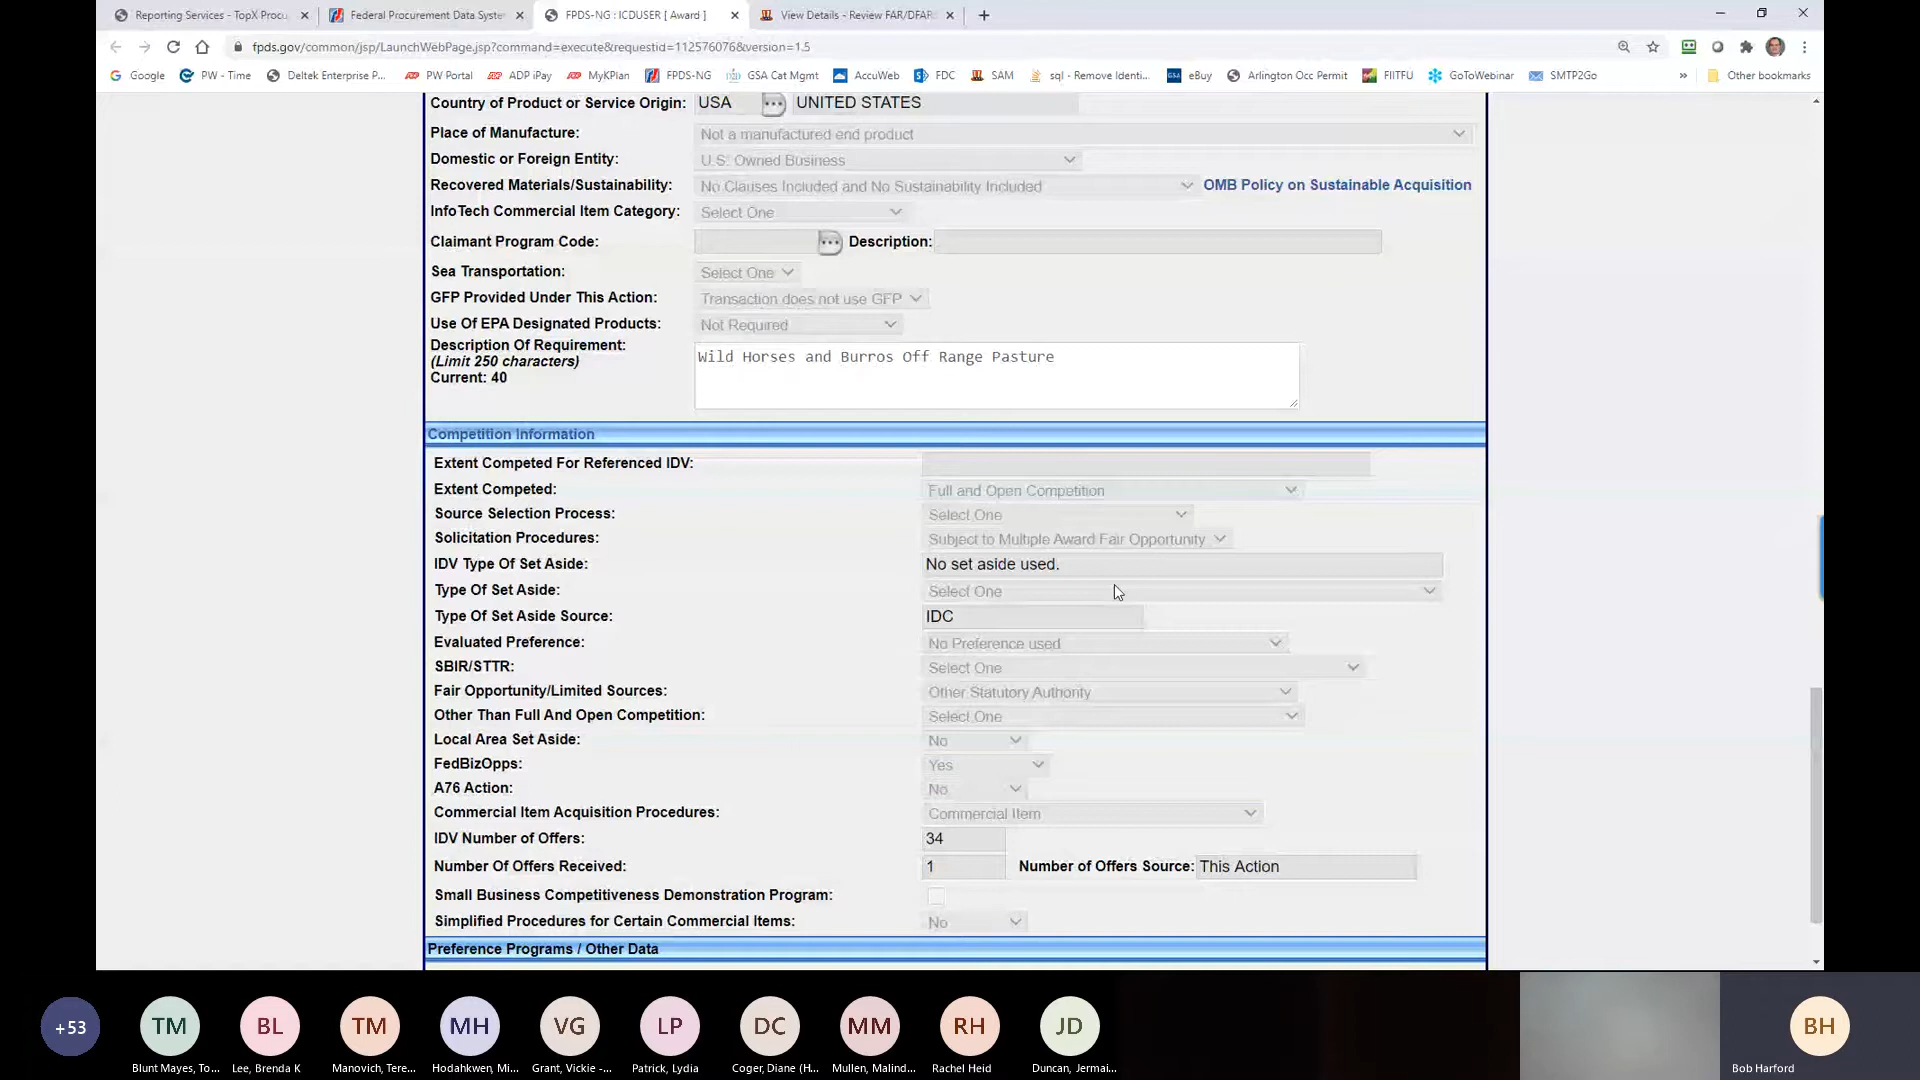 Reporting Services - TopX Procu
Federal Procurement Data Syste
FPDS-NG : ICDUSER [ Award ]
View Details - Review FAR/DFAR
fpds.gov/common/jsp/LaunchWebPage.jsp?command=execute&requestid=112576076&version=1.5
Google PW - Time Deltek Enterprise P... PW Portal ADP iPay MyKPlan FPDS-NG GSA Cat Mgmt AccuWeb FDC SAM sql - Remove Identi... eBuy Arlington Occ Permit FIITFU GoToWebinar SMTP2Go » Other bookmarks
Country of Product or Service Origin: USA ... UNITED STATES
Place of Manufacture: Not a manufactured end product
Domestic or Foreign Entity: U.S. Owned Business
Recovered Materials/Sustainability: No Clauses Included and No Sustainability Included OMB Policy on Sustainable Acquisition
InfoTech Commercial Item Category: Select One
Claimant Program Code: ... Description:
Sea Transportation: Select One
GFP Provided Under This Action: Transaction does not use GFP
Use Of EPA Designated Products: Not Required
Description Of Requirement:
(Limit 250 characters)
Current: 40
Wild Horses and Burros Off Range Pasture
Competition Information
Extent Competed For Referenced IDV:
Extent Competed: Full and Open Competition
Source Selection Process: Select One
Solicitation Procedures: Subject to Multiple Award Fair Opportunity
IDV Type Of Set Aside: No set aside used.
Type Of Set Aside: Select One
Type Of Set Aside Source: IDC
Evaluated Preference: No Preference used
SBIR/STTR: Select One
Fair Opportunity/Limited Sources: Other Statutory Authority
Other Than Full And Open Competition: Select One
Local Area Set Aside: No
FedBizOpps: Yes
A76 Action: No
Commercial Item Acquisition Procedures: Commercial Item
IDV Number of Offers: 34
Number Of Offers Received: 1 Number of Offers Source: This Action
Small Business Competitiveness Demonstration Program:
Simplified Procedures for Certain Commercial Items: No
Preference Programs / Other Data
+53 TM BL TM MH VG LP DC MM RH JD BH
Blunt Mayes, To... Lee, Brenda K Manovich, Tere... Hodahkwen, Mi... Grant, Vickie -... Patrick, Lydia Coger, Diane (H... Mullen, Malind... Rachel Heid Duncan, Jermai... Bob Harford